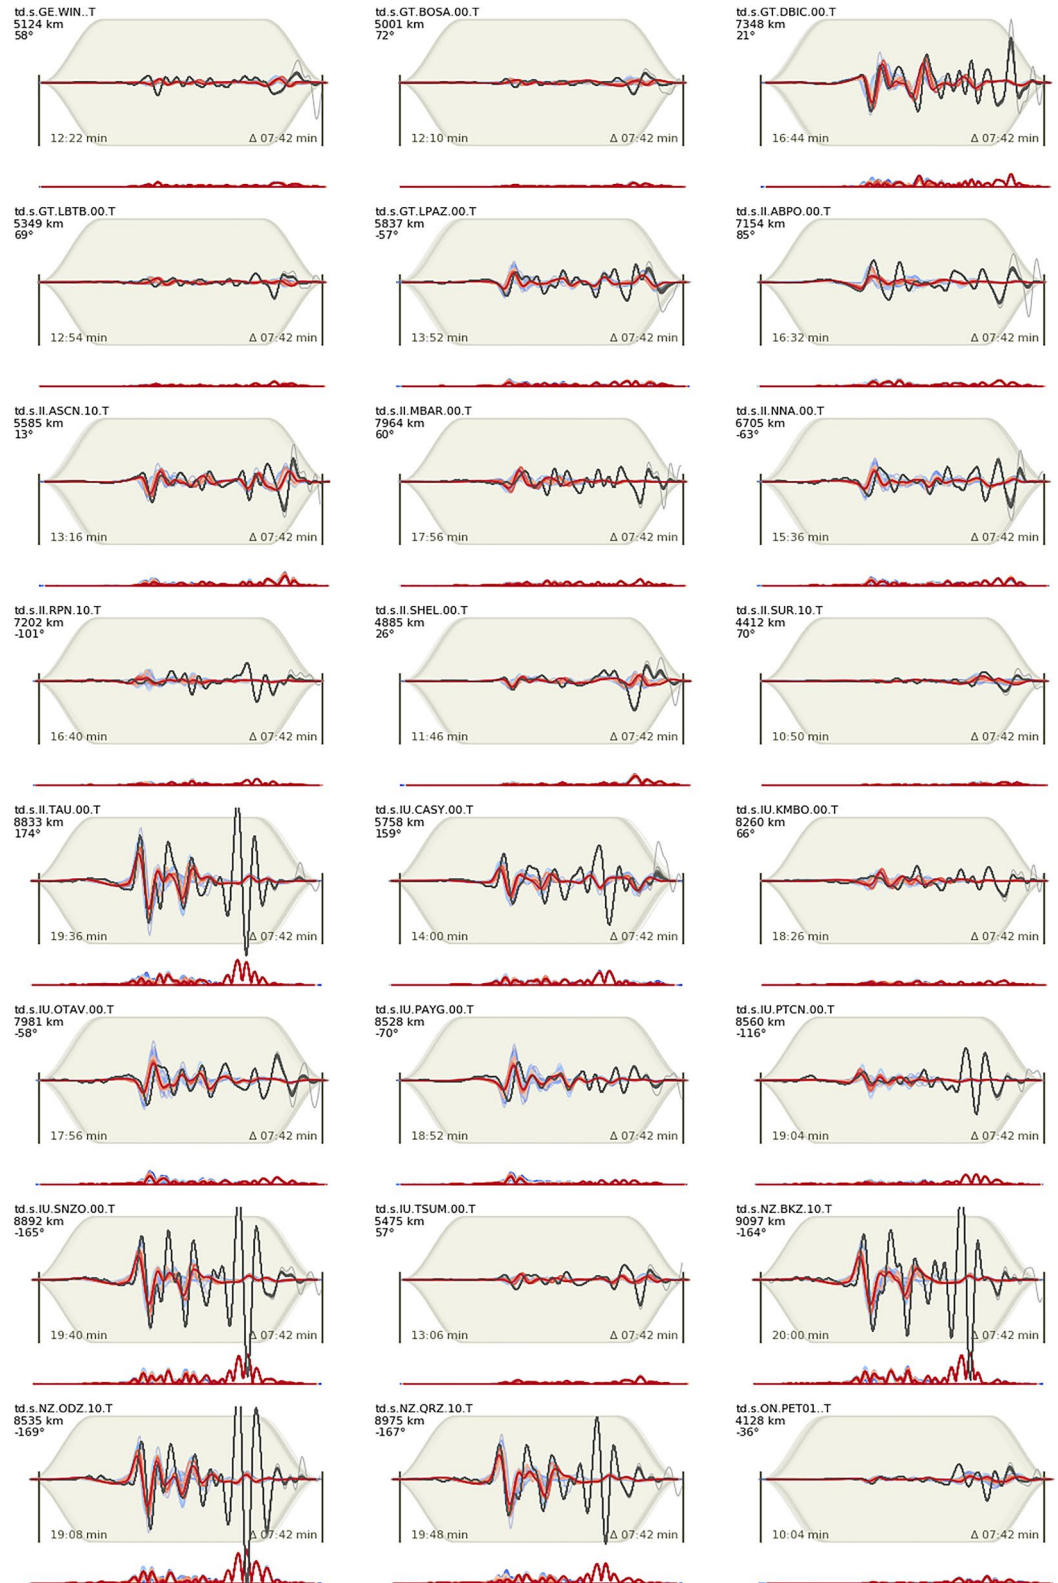 td.s.GE.WIN..T
5124 km
58°
12:22 min
Δ 07:42 min
td.s.GT.BOSA.00.T
5001 km
72°
12:10 min
Δ 07:42 min
td.s.GT.DBIC.00.T
7348 km
21°
16:44 min
Δ 07:42 min
td.s.GT.LBTB.00.T
5349 km
69°
12:54 min
Δ 07:42 min
td.s.GT.LPAZ.00.T
5837 km
-57°
13:52 min
Δ 07:42 min
td.s.II.ABPO.00.T
7154 km
85°
16:32 min
Δ 07:42 min
td.s.II.ASCN.10.T
5585 km
13°
13:16 min
Δ 07:42 min
td.s.II.MBAR.00.T
7964 km
60°
17:56 min
Δ 07:42 min
td.s.II.NNA.00.T
6705 km
-63°
15:36 min
Δ 07:42 min
td.s.II.RPN.10.T
7202 km
-101°
16:40 min
Δ 07:42 min
td.s.II.SHEL.00.T
4885 km
26°
11:46 min
Δ 07:42 min
td.s.II.SUR.10.T
4412 km
70°
10:50 min
Δ 07:42 min
td.s.II.TAU.00.T
8833 km
174°
19:36 min
Δ 07:42 min
td.s.IU.CASY.00.T
5758 km
159°
14:00 min
Δ 07:42 min
td.s.IU.KMBO.00.T
8260 km
66°
18:26 min
Δ 07:42 min
td.s.IU.OTAV.00.T
7981 km
-58°
17:56 min
Δ 07:42 min
td.s.IU.PAYG.00.T
8528 km
-70°
18:52 min
Δ 07:42 min
td.s.IU.PTCN.00.T
8560 km
-116°
19:04 min
Δ 07:42 min
td.s.IU.SNZO.00.T
8892 km
-165°
19:40 min
Δ 07:42 min
td.s.IU.TSUM.00.T
5475 km
57°
13:06 min
Δ 07:42 min
td.s.NZ.BKZ.10.T
9097 km
-164°
20:00 min
Δ 07:42 min
td.s.NZ.ODZ.10.T
8535 km
-169°
19:08 min
Δ 07:42 min
td.s.NZ.QRZ.10.T
8975 km
-167°
19:48 min
Δ 07:42 min
td.s.ON.PET01..T
4128 km
-36°
10:04 min
Δ 07:42 min